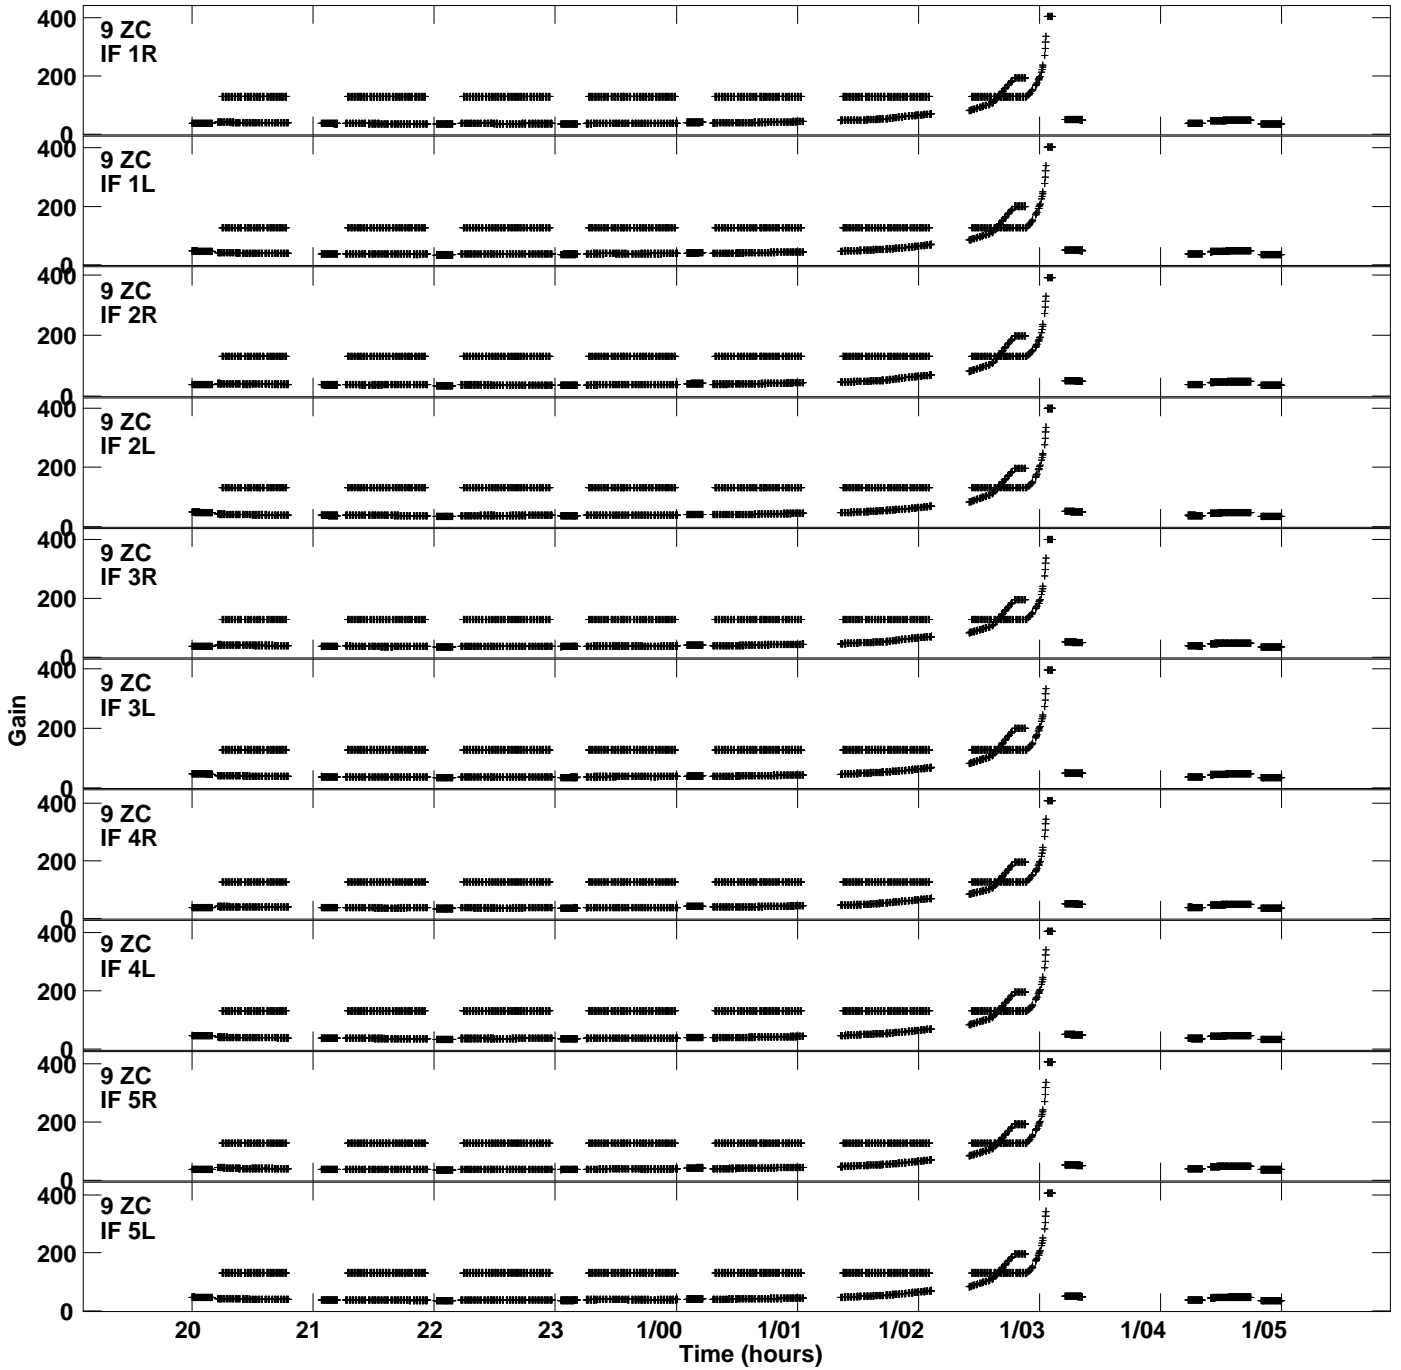 400
200
0
9 ZC
IF 1R
400
200
0
9 ZC
IF 1L
400
200
0
9 ZC
IF 2R
400
200
0
9 ZC
IF 2L
400
200
0
9 ZC
IF 3R
400
200
0
9 ZC
IF 3L
400
200
0
9 ZC
IF 4R
400
200
0
9 ZC
IF 4L
400
200
0
9 ZC
IF 5R
400
200
0
9 ZC
IF 5L
Gain
20 21 22 23 1/00 1/01 1/02 1/03 1/04 1/05
Time (hours)